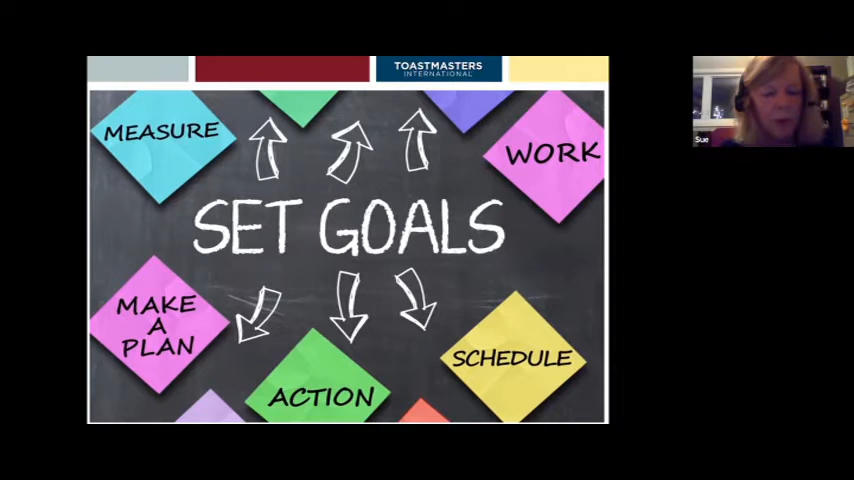 TOASTMASTERS
INTERNATIONAL
MEASURE
WORK
SET GOALS
MAKE
A
PLAN
ACTION
SCHEDULE
Sue